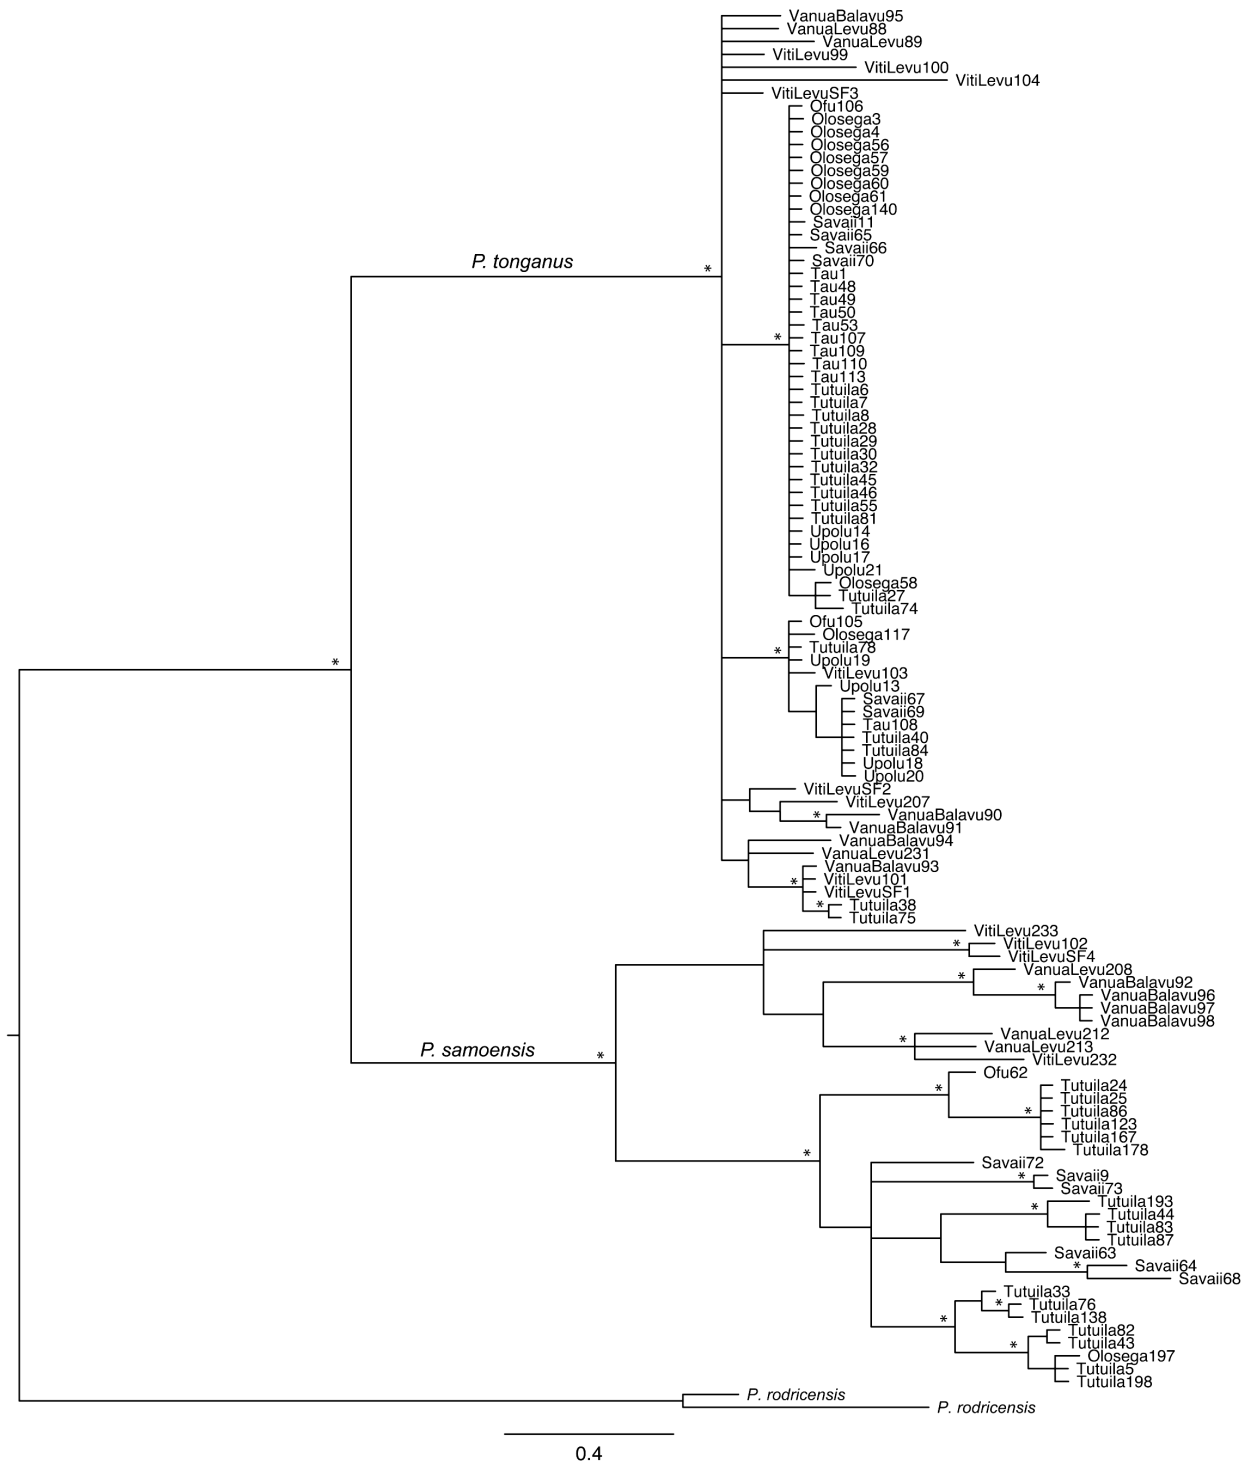 VanuaBalavu95
VanuaLevu88
VanuaLevu89
VitiLevu99
VitiLevu100
VitiLevu104
VitiLevuSF3
Ofu106
Olosega3
Olosega4
Olosega56
Olosega57
Olosega59
Olosega60
Olosega61
Olosega140
Savaii11
Savaii65
Savaii66
P. tonganus
*
Savaii70
Tau1
Tau48
Tau49
Tau50
Tau53
*
Tau107
Tau109
Tau110
Tau113
Tutuila6
Tutuila7
Tutuila8
Tutuila28
Tutuila29
Tutuila30
Tutuila32
Tutuila45
Tutuila46
Tutuila55
Tutuila81
Upolu14
Upolu16
Upolu17
Upolu21
Olosega58
Tutuila27
Tutuila74
Ofu105
Olosega117
*
Tutuila78
*
Upolu19
VitiLevu103
Upolu13
Savaii67
Savaii69
Tau108
Tutuila40
Tutuila84
Upolu18
Upolu20
VitiLevuSF2
VitiLevu207
*
VanuaBalavu90
VanuaBalavu91
VanuaBalavu94
VanuaLevu231
VanuaBalavu93
*
VitiLevu101
VitiLevuSF1
*
Tutuila38
Tutuila75
VitiLevu233
*
VitiLevu102
VitiLevuSF4
*
VanuaLevu208
*
VanuaBalavu92
VanuaBalavu96
VanuaBalavu97
VanuaBalavu98
*
VanuaLevu212
P. samoensis
*
VanuaLevu213
VitiLevu232
Ofu62
*
Tutuila24
Tutuila25
*
Tutuila86
Tutuila123
Tutuila167
*
Tutuila178
Savaii72
*
Savaii9
Savaii73
*
Tutuila193
Tutuila44
Tutuila83
Tutuila87
Savaii63
*
Savaii64
Savaii68
Tutuila33
*
Tutuila76
*
Tutuila138
Tutuila82
*
Tutuila43
Olosega197
Tutuila5
Tutuila198
P. rodricensis
P. rodricensis
0.4